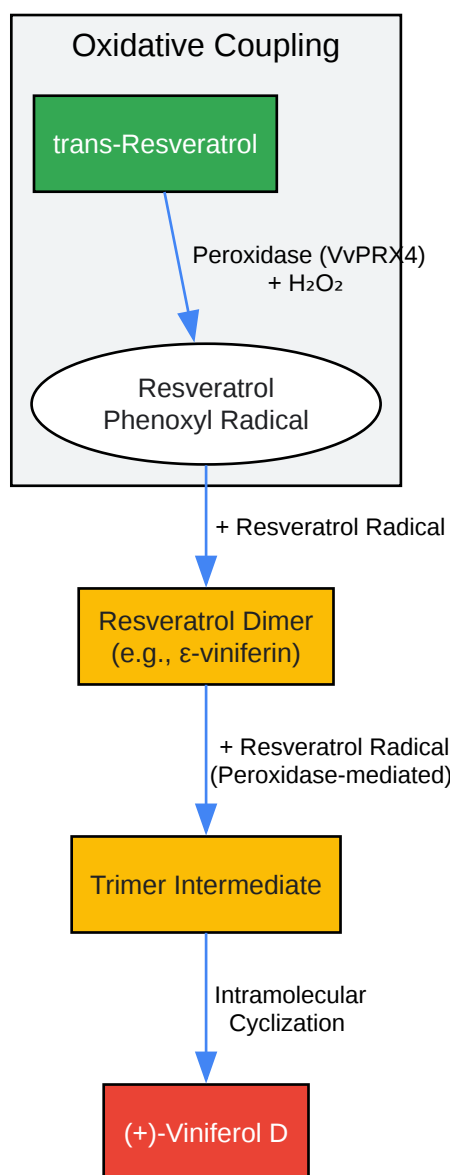 Oxidative Coupling
trans-Resveratrol
Peroxidase (VvPRX4)
+ H₂O₂
Resveratrol
Phenoxyl Radical
+ Resveratrol Radical
Resveratrol Dimer
(e.g., ε-viniferin)
+ Resveratrol Radical
(Peroxidase-mediated)
Trimer Intermediate
Intramolecular
Cyclization
(+)-Viniferol D